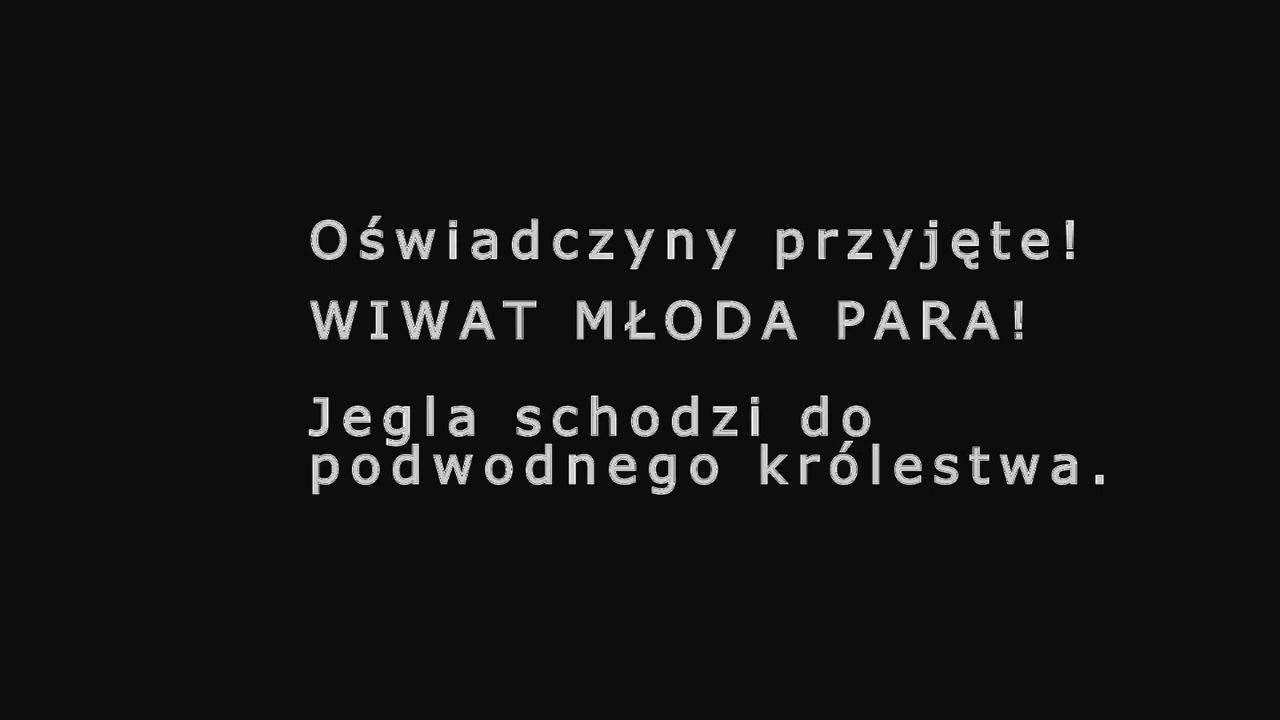 Oświadczyny przyjęte!
WIWAT MŁODA PARA!
Jegla schodzi do
podwodnego królestwa.